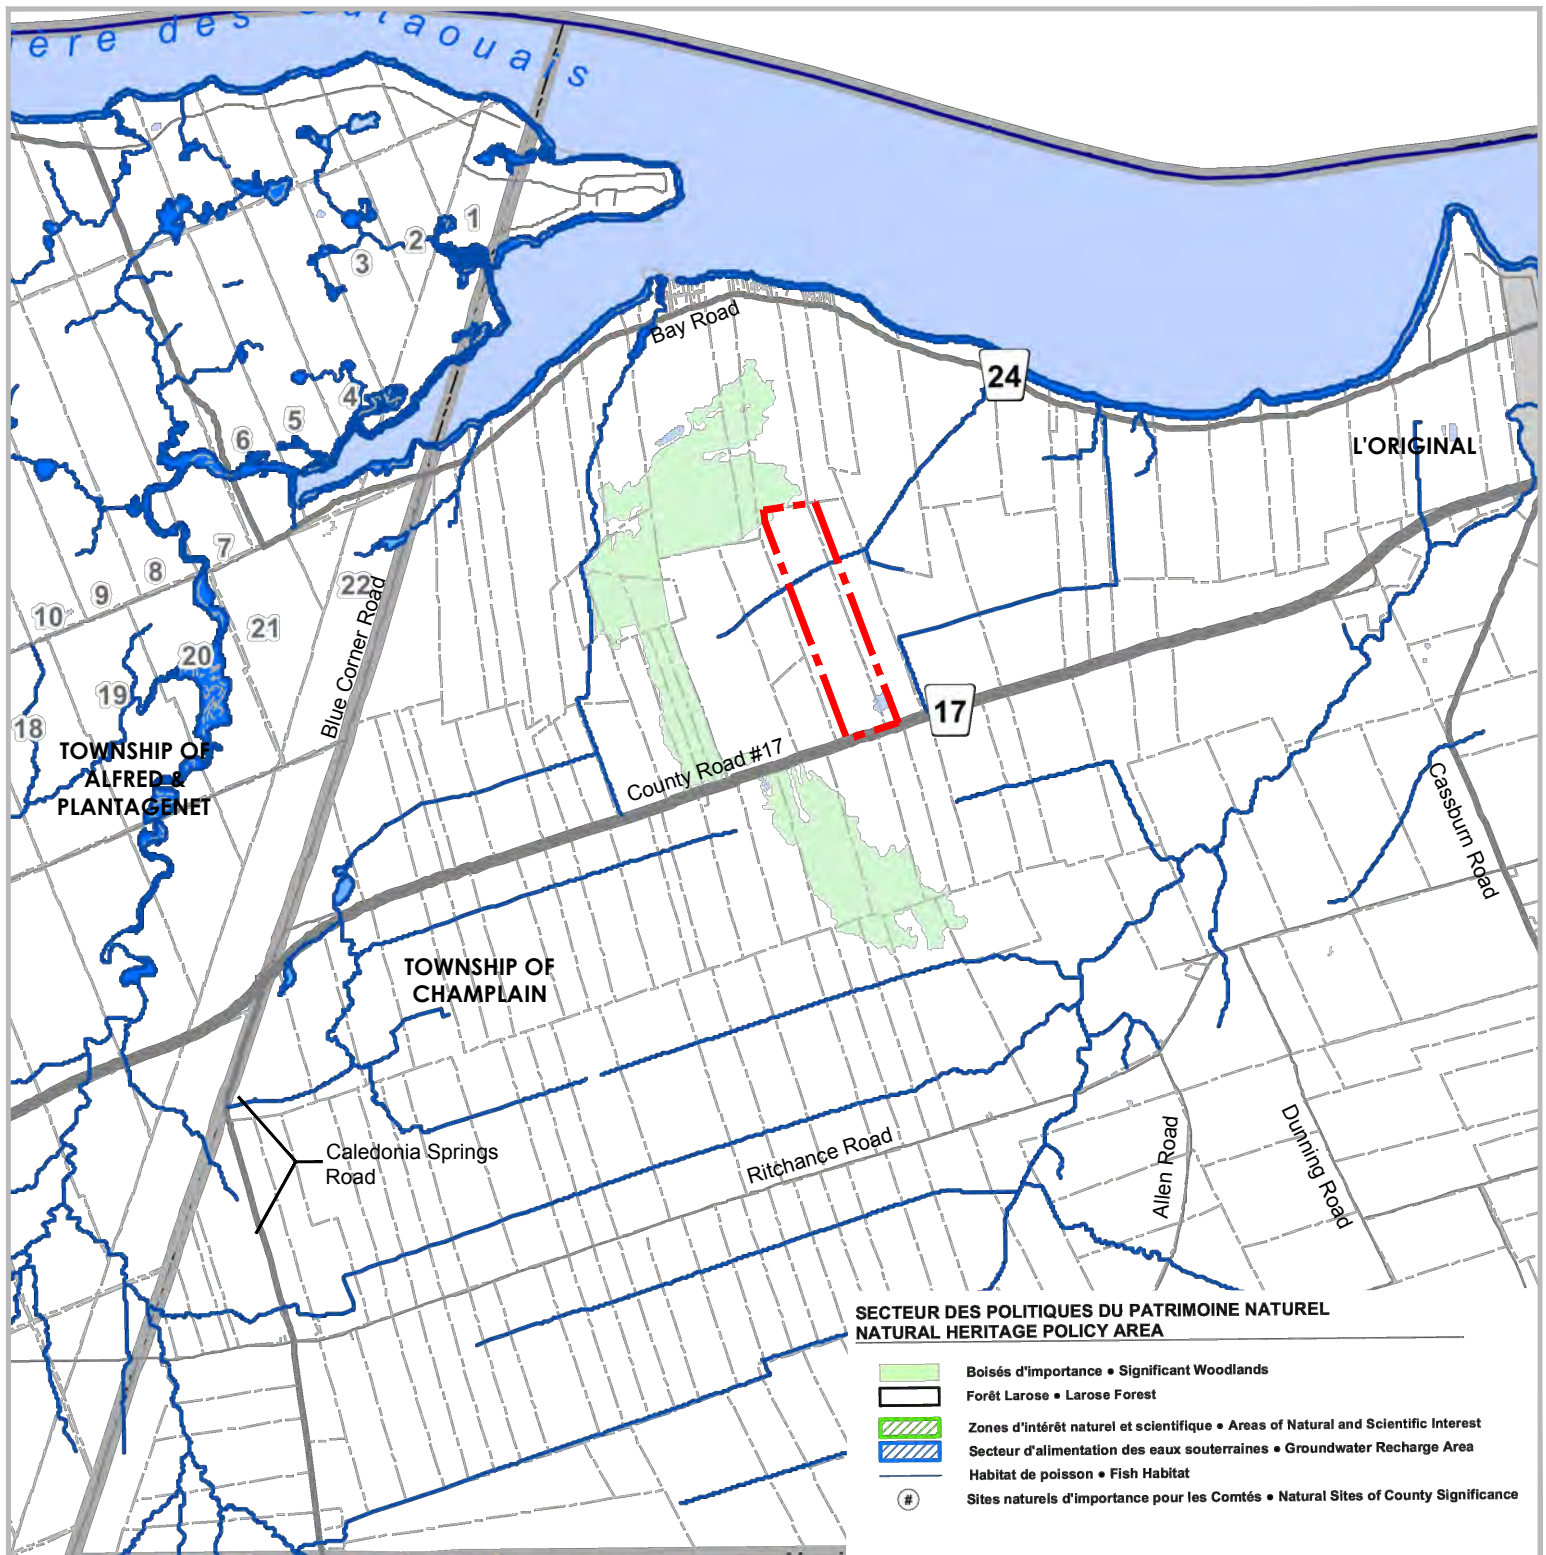 ère des Outaouais
1
2
3
4
5
6
7
8
9
10
18
19
20
21
22
Bay Road
24
L'ORIGINAL
17
Blue Corner Road
County Road #17
TOWNSHIP OF
ALFRED &
PLANTAGENET
Cassburn Road
TOWNSHIP OF
CHAMPLAIN
Caledonia Springs
Road
Ritchance Road
Allen Road
Dunning Road
SECTEUR DES POLITIQUES DU PATRIMOINE NATUREL
NATURAL HERITAGE POLICY AREA
Boisés d'importance ● Significant Woodlands
Forêt Larose ● Larose Forest
Zones d'intérêt naturel et scientifique ● Areas of Natural and Scientific Interest
Secteur d'alimentation des eaux souterraines ● Groundwater Recharge Area
Habitat de poisson ● Fish Habitat
# Sites naturels d'importance pour les Comtés ● Natural Sites of County Significance